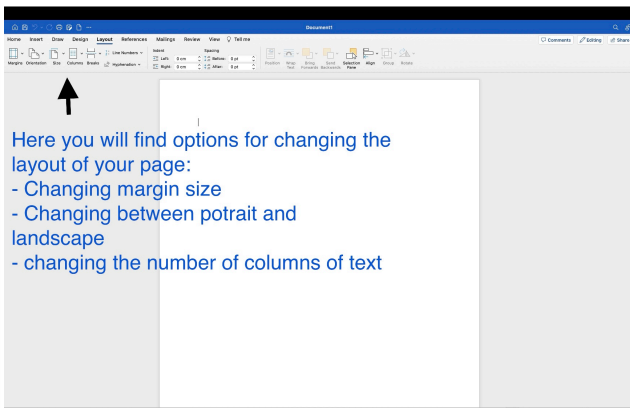 Document1
Home Insert Draw Design Layout References Mailings Review View Tell me Comments Editing Share
Margins Orientation Size Columns Breaks Line Numbers Hyphenation
Indent Spacing
Left: 0 cm Before: 0 pt
Right: 0 cm After: 0 pt
Position Wrap Text Bring Forwards Send Backwards Selection Pane Align Group Rotate
Here you will find options for changing the
layout of your page:
- Changing margin size
- Changing between potrait and
landscape
- changing the number of columns of text